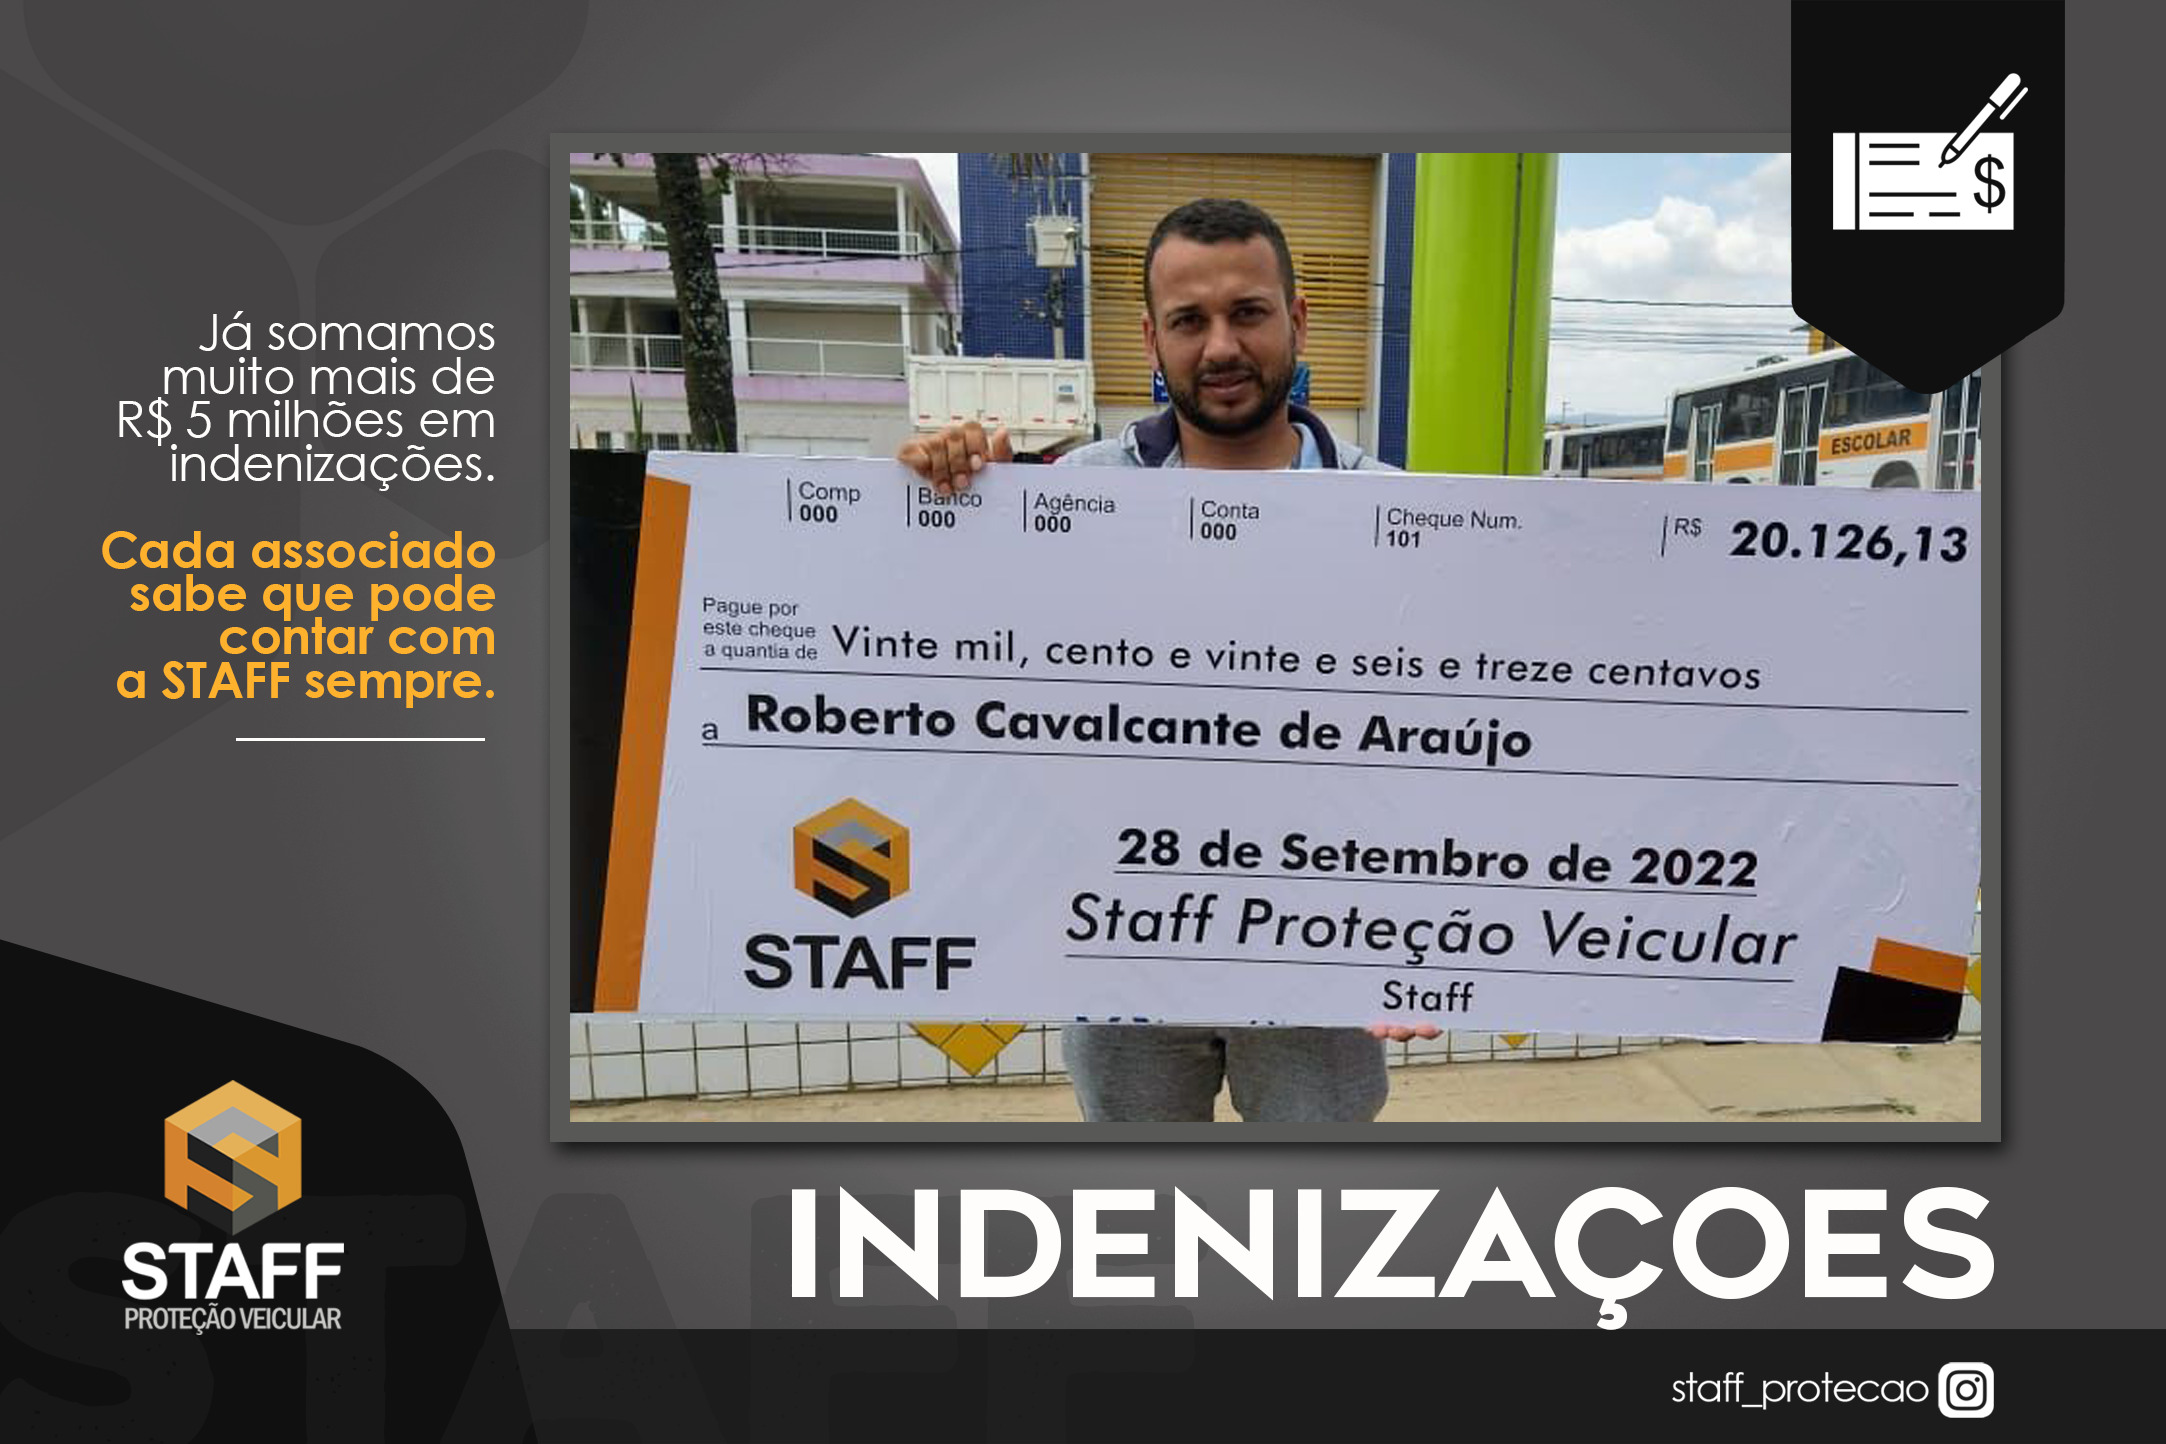 Já somamos
muito mais de
R$ 5 milhões em
indenizações.
Cada associado
sabe que pode
contar com
a STAFF sempre.
$
ESCOLAR
Comp Banco Agência Conta Cheque Num. R$ 20.126,13
000 000 000 000 101
Pague por
este cheque
a quantia de Vinte mil, cento e vinte e seis e treze centavos
a Roberto Cavalcante de Araújo
28 de Setembro de 2022
Staff Proteção Veicular
Staff
STAFF
STAFF
PROTEÇÃO VEICULAR
INDENIZAÇOES
staff_protecao
STAFF